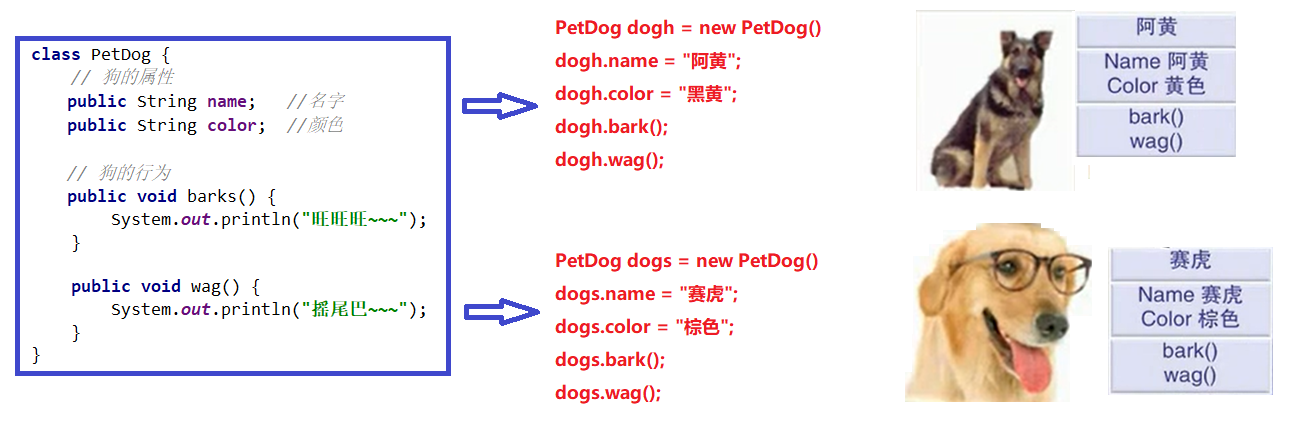 class PetDog {
// 狗的属性
public String name; //名字
public String color; //颜色
// 狗的行为
public void barks() {
System.out.println("旺旺旺~~~");
}
public void wag() {
System.out.println("摇尾巴~~~");
}
}
PetDog dogh = new PetDog()
dogh.name = "阿黄";
dogh.color = "黑黄";
dogh.bark();
dogh.wag();
PetDog dogs = new PetDog()
dogs.name = "赛虎";
dogs.color = "棕色";
dogs.bark();
dogs.wag();
阿黄
Name 阿黄
Color 黄色
bark()
wag()
赛虎
Name 赛虎
Color 棕色
bark()
wag()